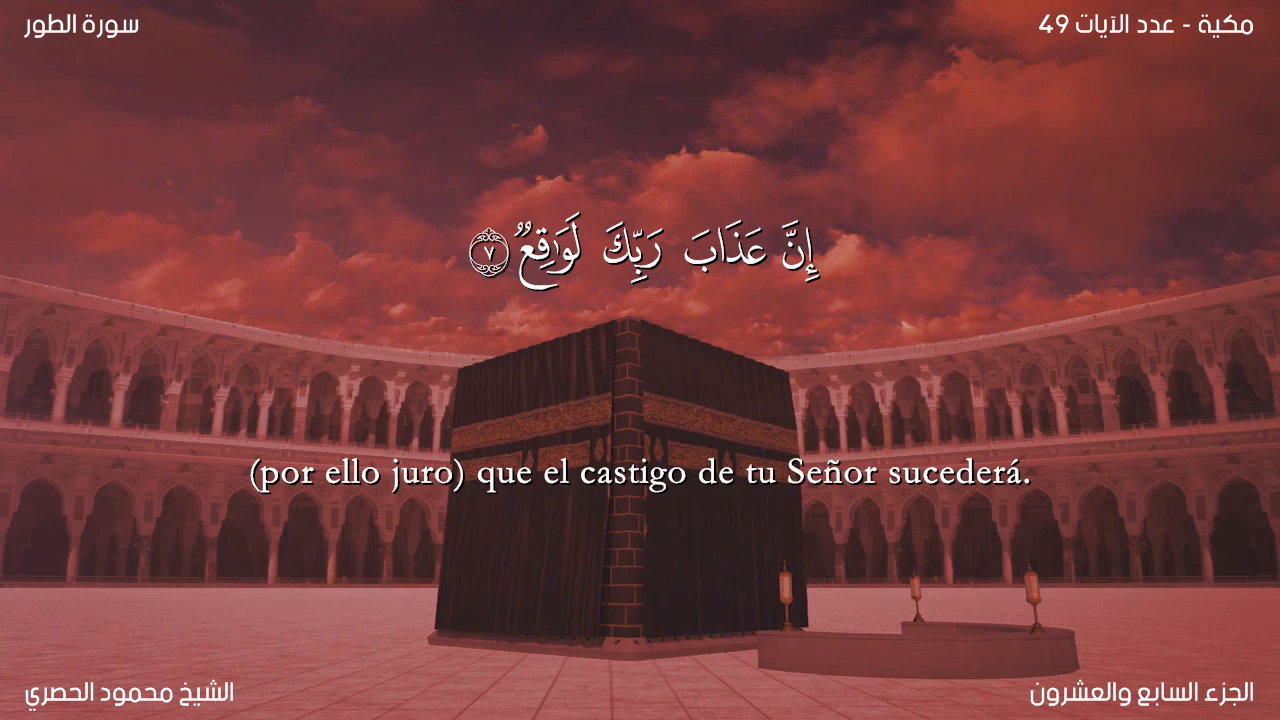 مكية - عدد الآيات 49
سورة الطور
إِنَّ عَذَابَ رَبِّكَ لَوَٰقِعٌ ٧
(por ello juro) que el castigo de tu Señor sucederá.
الجزء السابع والعشرون
الشيخ محمود الحصري